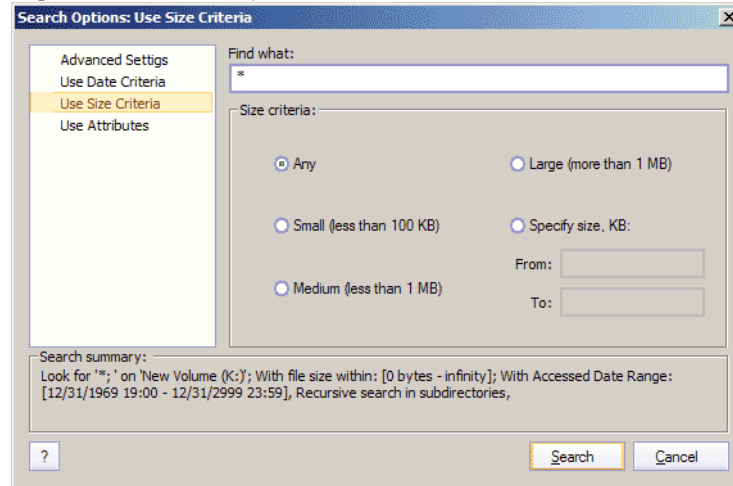 Search Options: Use Size Criteria
Advanced Settigs
Use Date Criteria
Use Size Criteria
Use Attributes
Find what:
*
Size criteria:
Any
Large (more than 1 MB)
Small (less than 100 KB)
Specify size, KB:
From:
Medium (less than 1 MB)
To:
Search summary:
Look for '*; ' on 'New Volume (K:)'; With file size within: [0 bytes - infinity]; With Accessed Date Range:
[12/31/1969 19:00 - 12/31/2999 23:59], Recursive search in subdirectories,
?
Search
Cancel